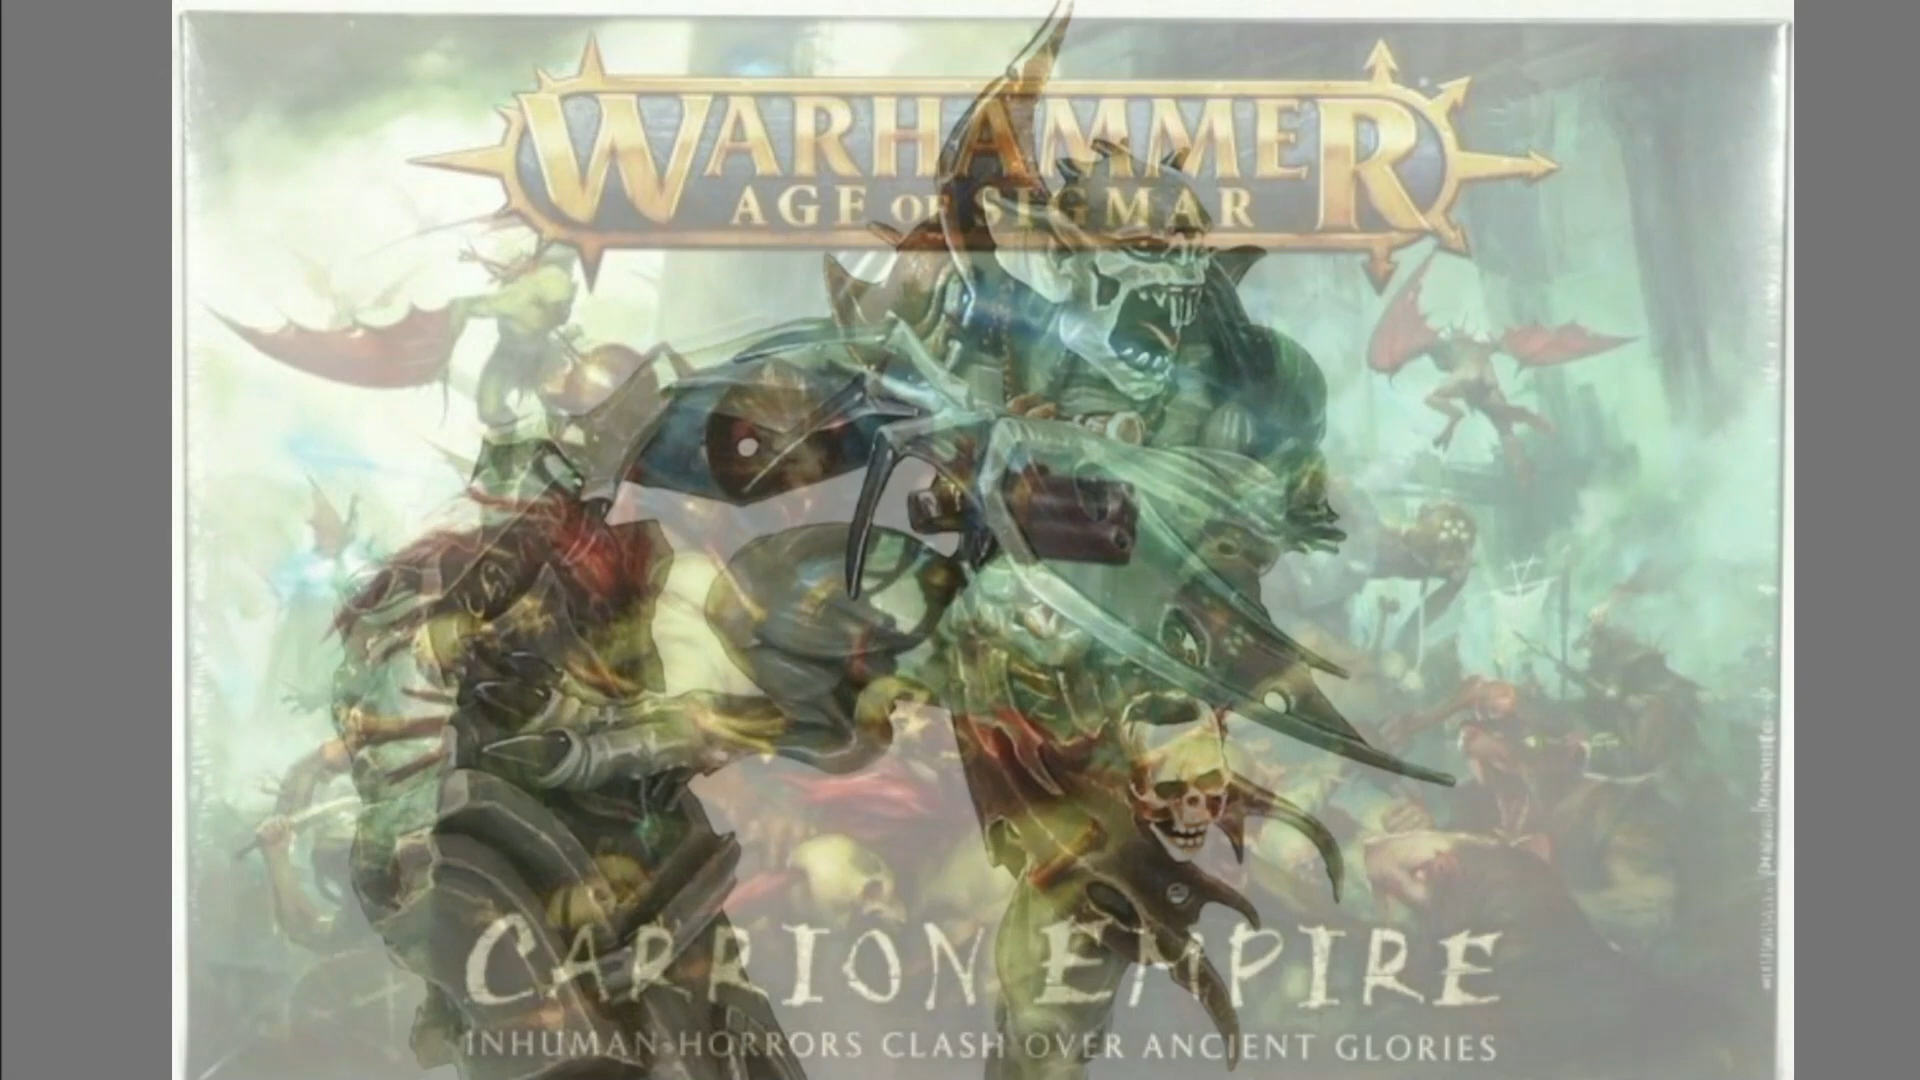 WARHAMMER
AGE OF SIGMAR
CARRION EMPIRE
INHUMAN HORRORS CLASH OVER ANCIENT GLORIES